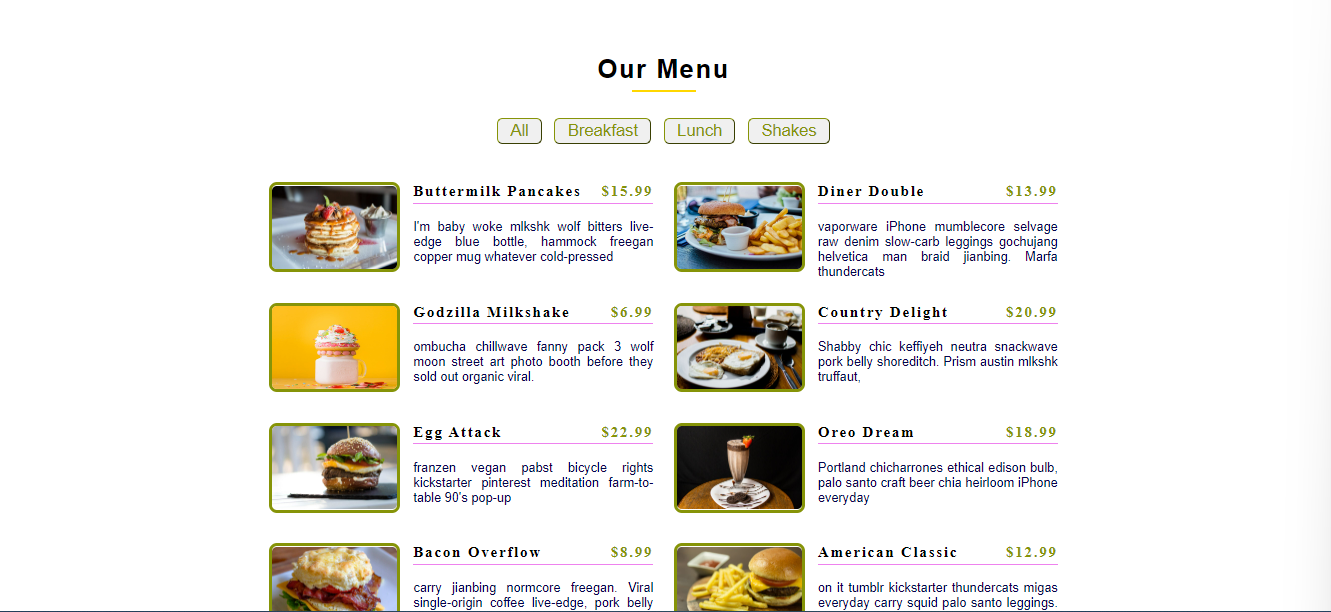 Our Menu
All Breakfast Lunch Shakes
Buttermilk Pancakes $15.99
I'm baby woke mlkshk wolf bitters live-
edge blue bottle, hammock freegan
copper mug whatever cold-pressed
Diner Double $13.99
vaporware iPhone mumblecore selvage
raw denim slow-carb leggings gochujang
helvetica man braid jianbing. Marfa
thundercats
Godzilla Milkshake $6.99
ombucha chillwave fanny pack 3 wolf
moon street art photo booth before they
sold out organic viral.
Country Delight $20.99
Shabby chic keffiyeh neutra snackwave
pork belly shoreditch. Prism austin mlkshk
truffaut,
Egg Attack $22.99
franzen vegan pabst bicycle rights
kickstarter pinterest meditation farm-to-
table 90's pop-up
Oreo Dream $18.99
Portland chicharrones ethical edison bulb,
palo santo craft beer chia heirloom iPhone
everyday
Bacon Overflow $8.99
carry jianbing normcore freegan. Viral
single-origin coffee live-edge, pork belly
American Classic $12.99
on it tumblr kickstarter thundercats migas
everyday carry squid palo santo leggings.